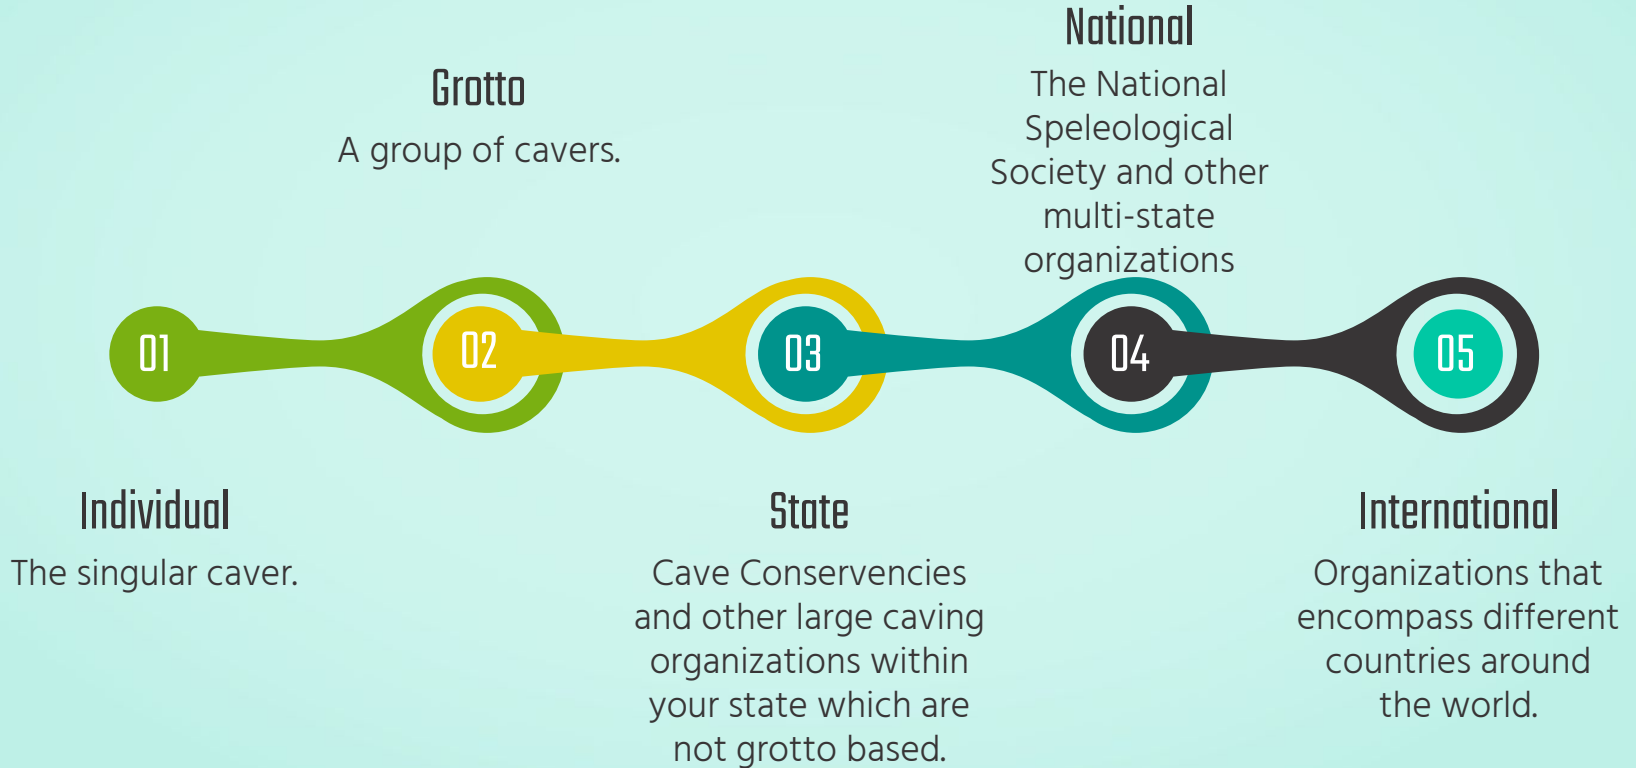 01
Individual
The singular caver.
Grotto
A group of cavers.
02
03
State
Cave Conservencies
and other large caving
organizations within
your state which are
not grotto based.
National
The National
Speleological
Society and other
multi-state
organizations
04
05
International
Organizations that
encompass different
countries around
the world.